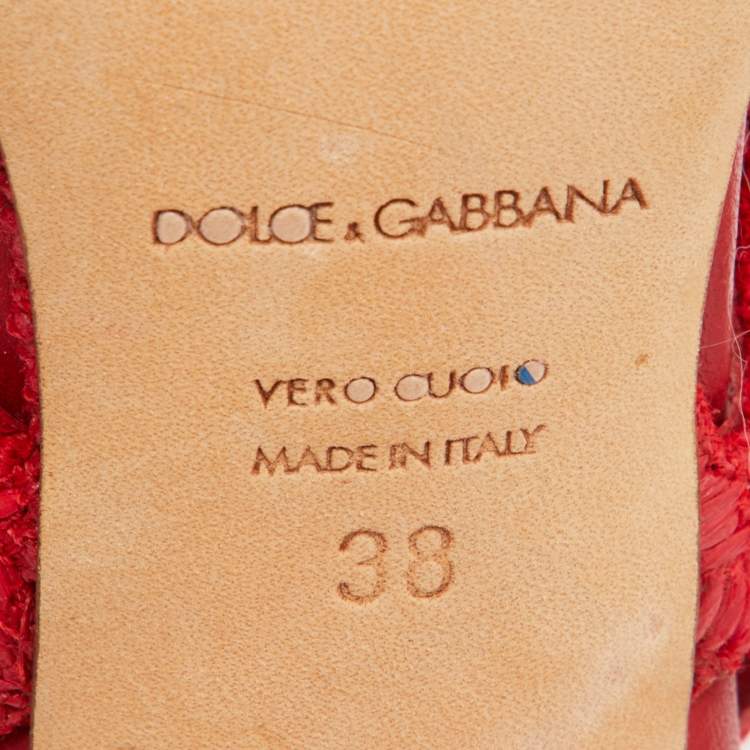 DOLCE & GABBANA
VERO CUOIO
MADE IN ITALY
38